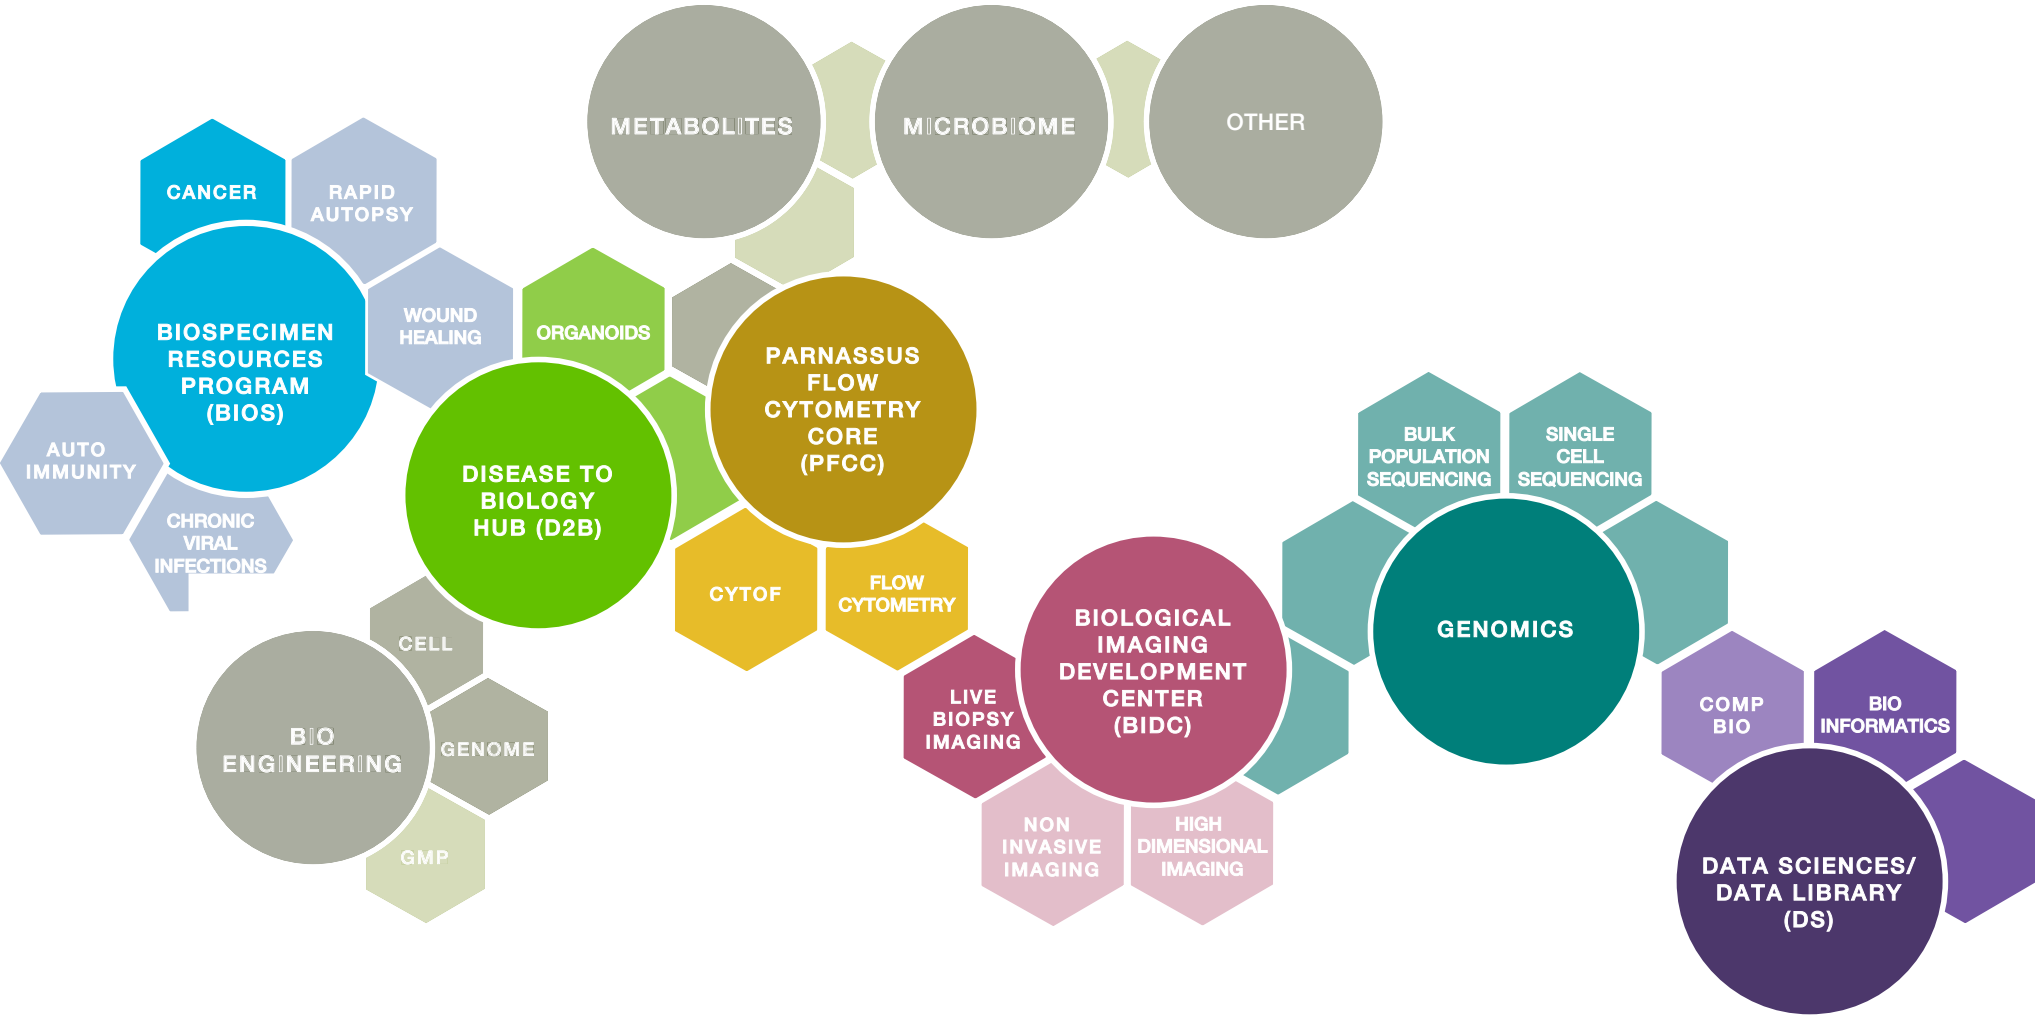 METABOLITES
MICROBIOME
OTHER
CANCER
RAPID
AUTOPSY
BIOSPECIMEN
RESOURCES
PROGRAM
(BIOS)
WOUND
HEALING
ORGANOIDS
AUTO
IMMUNITY
CHRONIC
VIRAL
INFECTIONS
DISEASE TO
BIOLOGY
HUB (D2B)
PARNASSUS
FLOW
CYTOMETRY
CORE
(PFCC)
CYTOF
FLOW
CYTOMETRY
CELL
BIO
ENGINEERING
GENOME
GMP
LIVE
BIOPSY
IMAGING
BIOLOGICAL
IMAGING
DEVELOPMENT
CENTER
(BIDC)
NON
INVASIVE
IMAGING
HIGH
DIMENSIONAL
IMAGING
BULK
POPULATION
SEQUENCING
SINGLE
CELL
SEQUENCING
GENOMICS
COMP
BIO
BIO
INFORMATICS
DATA SCIENCES/
DATA LIBRARY
(DS)